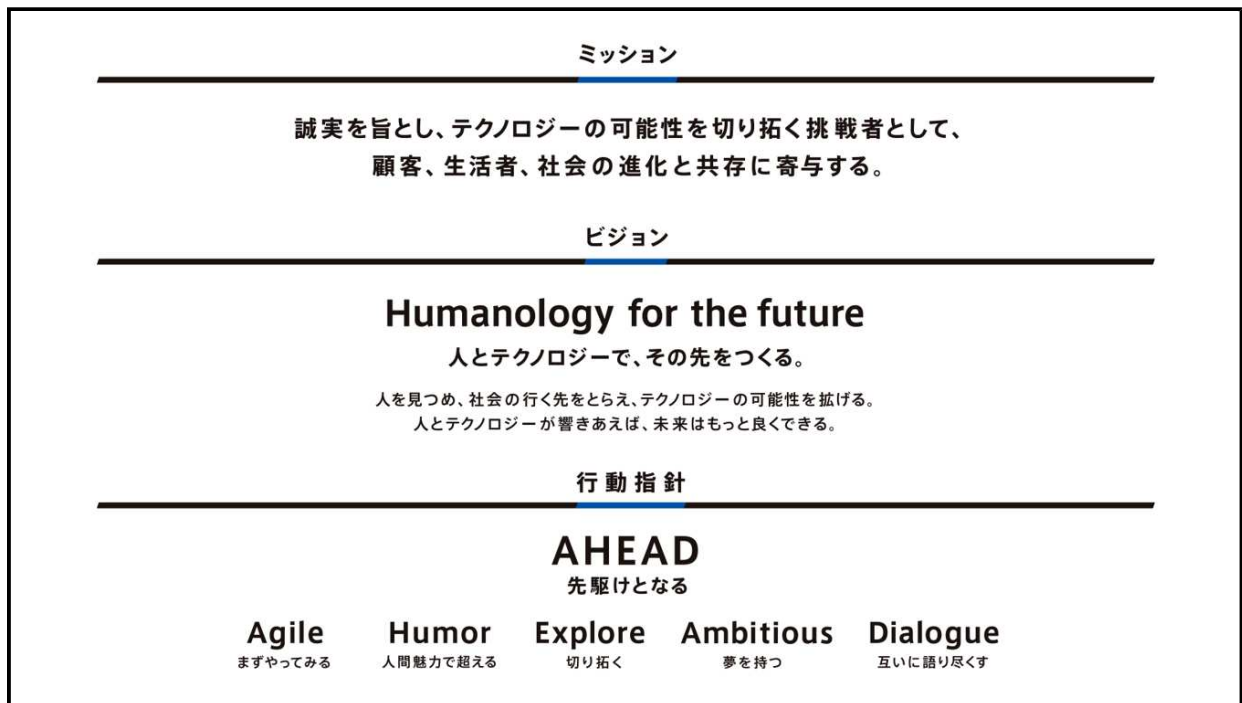 ミッション
誠実を旨とし、テクノロジーの可能性を切り拓く挑戦者として、
顧客、生活者、社会の進化と共存に寄与する。
ビジョン
Humanology for the future
人とテクノロジーで、その先をつくる。
人を見つめ、社会の行く先をとらえ、テクノロジーの可能性を拡げる。
人とテクノロジーが響きあえば、未来はもっと良くできる。
行動指針
AHEAD
先駆けとなる
Agile Humor Explore Ambitious Dialogue
まずやってみる 人間魅力で超える 切り拓く 夢を持つ 互いに語り尽くす